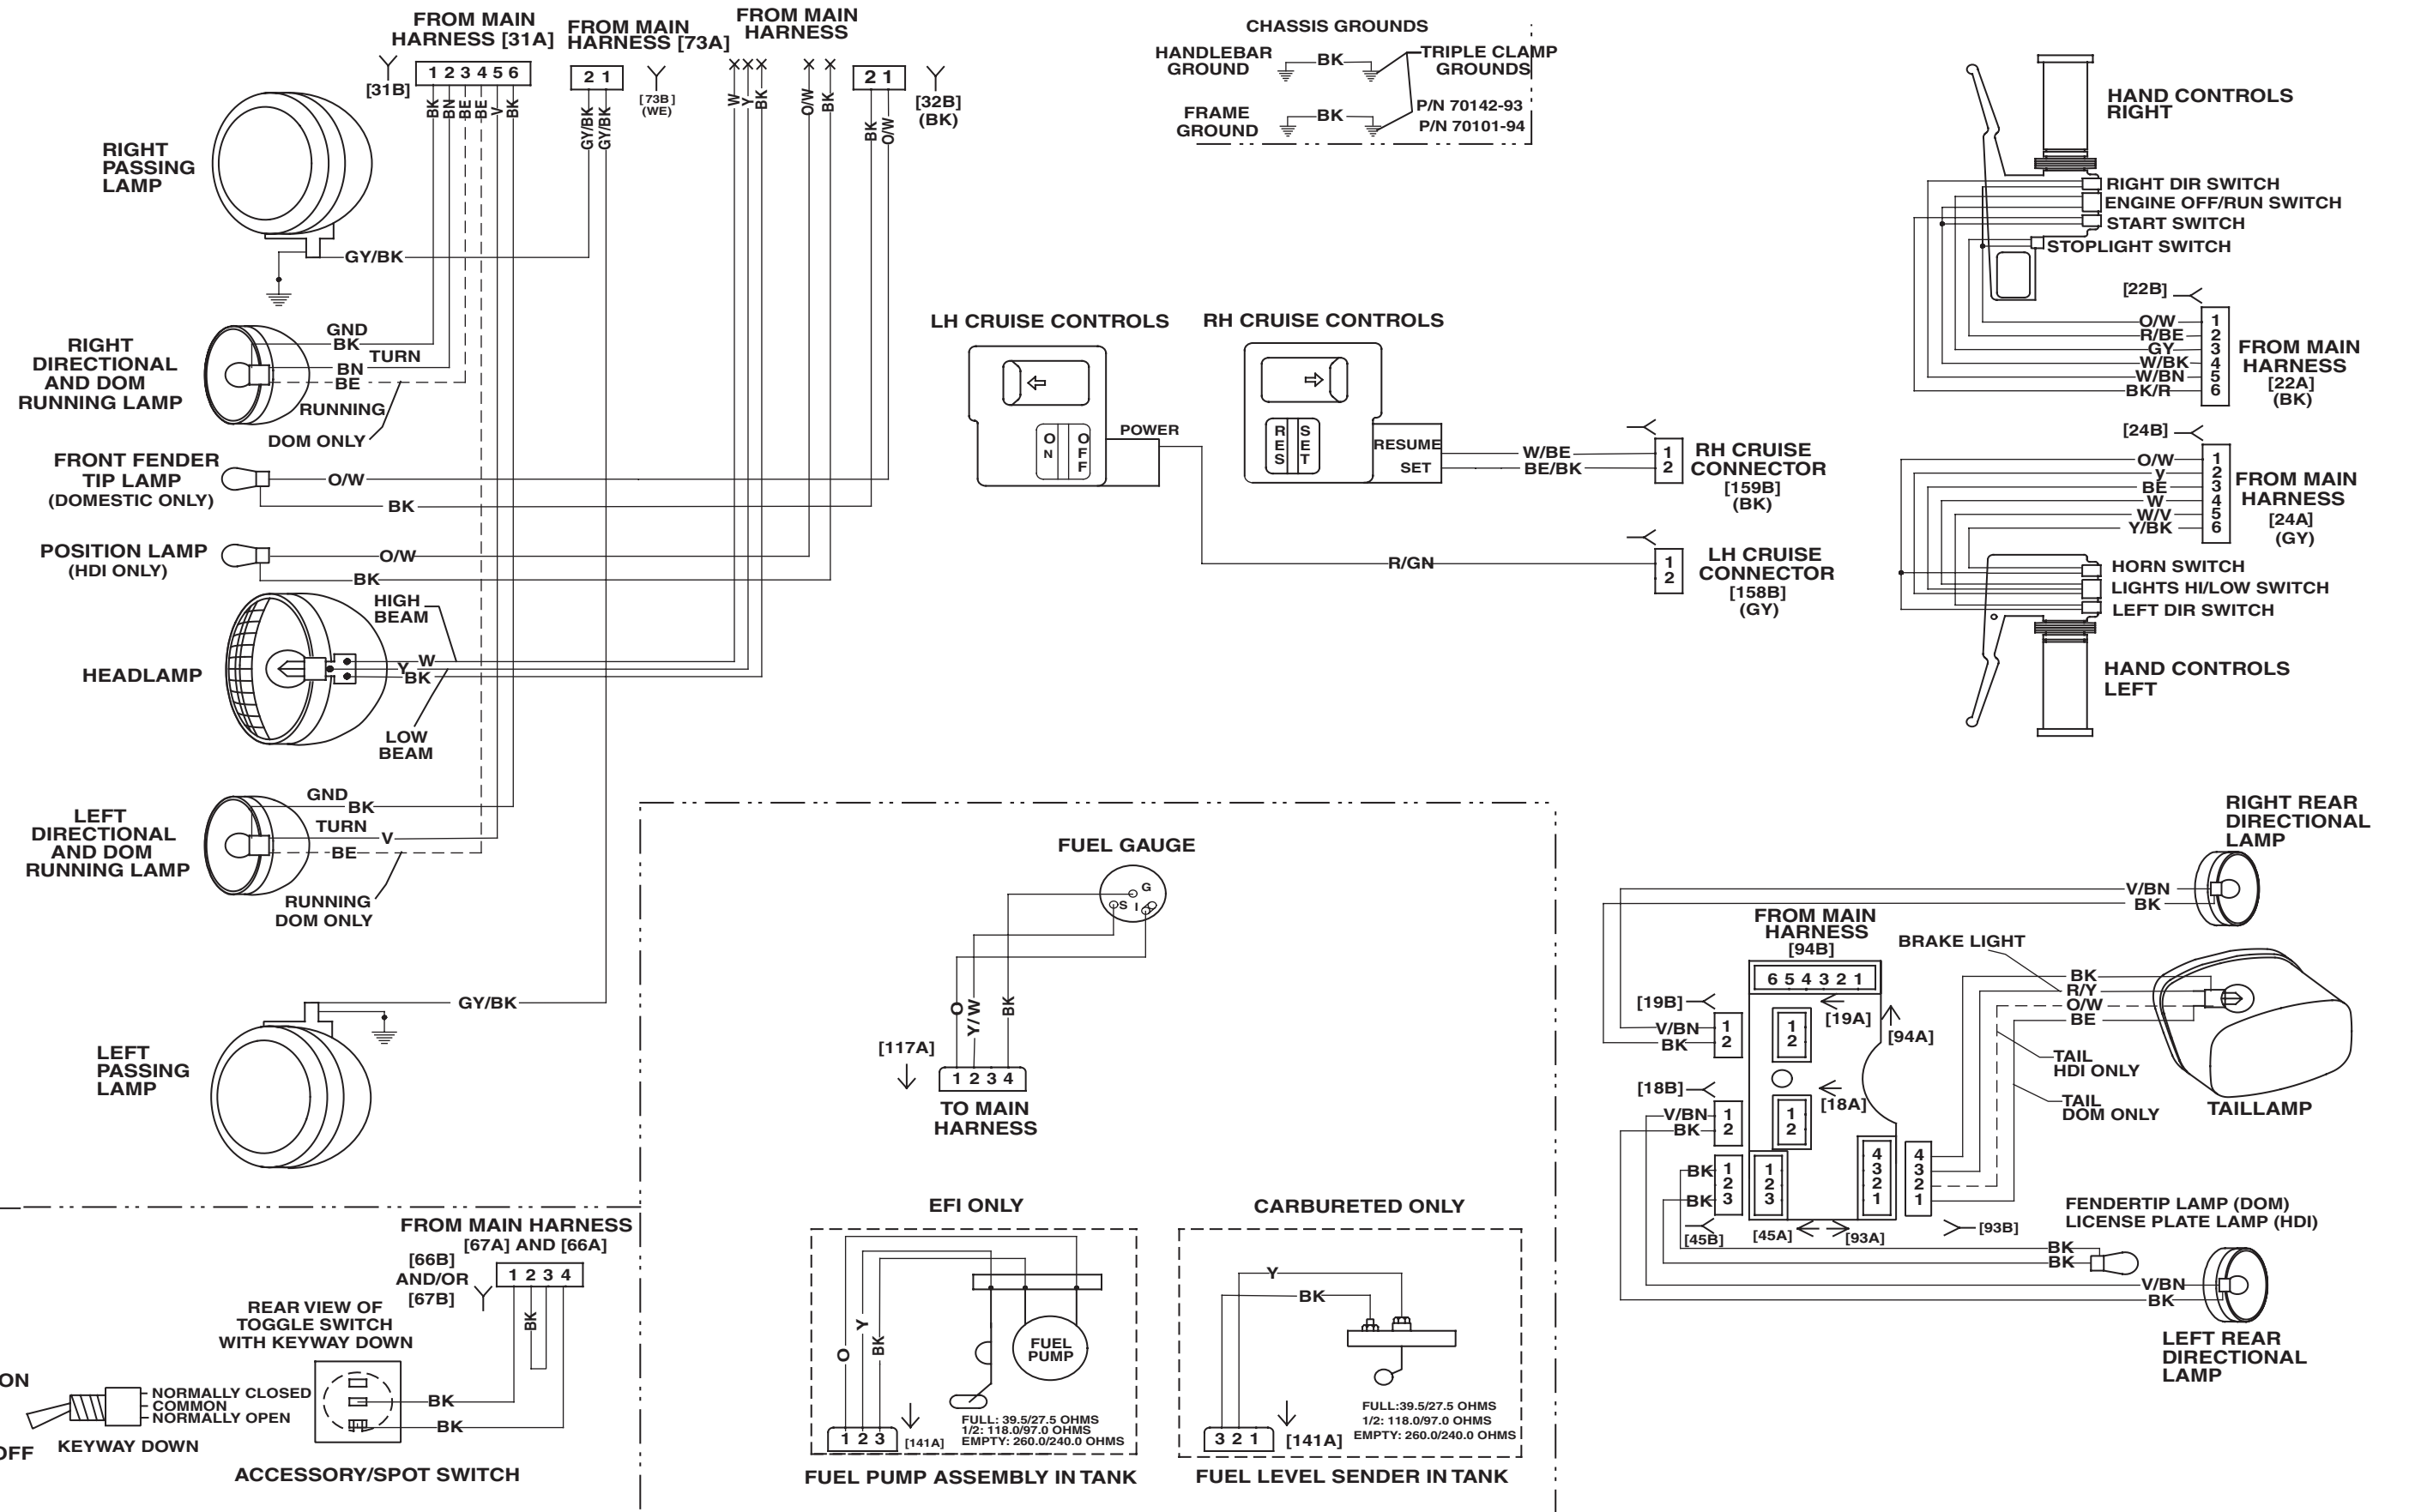 FROM MAIN
HARNESS [31A]
FROM MAIN
HARNESS [73A]
FROM MAIN
HARNESS
[31B]
1 2 3 4 5 6
BK
BN
BE
BE
V
BK
2 1
[73B]
(WE)
GY/BK
GY/BK
W
Y
BK
O/W
BK
2 1
[32B]
(BK)
BK
O/W
CHASSIS GROUNDS
HANDLEBAR
GROUND
BK
TRIPLE CLAMP
GROUNDS
FRAME
GROUND
BK
P/N 70142-93
P/N 70101-94
RIGHT
PASSING
LAMP
GY/BK
RIGHT
DIRECTIONAL
AND DOM
RUNNING LAMP
GND
BK
TURN
BN
BE
RUNNING
DOM ONLY
FRONT FENDER
TIP LAMP
(DOMESTIC ONLY)
O/W
BK
POSITION LAMP
(HDI ONLY)
O/W
BK
HEADLAMP
HIGH
BEAM
W
Y
BK
LOW
BEAM
LEFT
DIRECTIONAL
AND DOM
RUNNING LAMP
GND
BK
TURN
V
BE
RUNNING
DOM ONLY
LEFT
PASSING
LAMP
GY/BK
LH CRUISE CONTROLS
ON
OFF
POWER
RH CRUISE CONTROLS
RES
SET
RESUME
SET
W/BE
BE/BK
1
2
RH CRUISE
CONNECTOR
[159B]
(BK)
R/GN
1
2
LH CRUISE
CONNECTOR
[158B]
(GY)
HAND CONTROLS
RIGHT
RIGHT DIR SWITCH
ENGINE OFF/RUN SWITCH
START SWITCH
STOPLIGHT SWITCH
[22B]
O/W 1
R/BE 2
GY 3
W/BK 4
W/BN 5
BK/R 6
FROM MAIN
HARNESS
[22A]
(BK)
[24B]
O/W 1
Y 2
BE 3
W 4
W/V 5
Y/BK 6
FROM MAIN
HARNESS
[24A]
(GY)
HORN SWITCH
LIGHTS HI/LOW SWITCH
LEFT DIR SWITCH
HAND CONTROLS
LEFT
FUEL GAUGE
G
S I
O
Y/W
BK
[117A]
1 2 3 4
TO MAIN
HARNESS
EFI ONLY
O
Y
BK
FUEL
PUMP
1 2 3
[141A]
FULL: 39.5/27.5 OHMS
1/2: 118.0/97.0 OHMS
EMPTY: 260.0/240.0 OHMS
FUEL PUMP ASSEMBLY IN TANK
CARBURETED ONLY
Y
BK
3 2 1
[141A]
FULL:39.5/27.5 OHMS
1/2: 118.0/97.0 OHMS
EMPTY: 260.0/240.0 OHMS
FUEL LEVEL SENDER IN TANK
RIGHT REAR
DIRECTIONAL
LAMP
V/BN
BK
FROM MAIN
HARNESS
[94B]
6 5 4 3 2 1
BRAKE LIGHT
BK
R/Y
O/W
BE
[19B]
V/BN 1
BK 2
1
2
[19A]
[94A]
[18B]
V/BN 1
BK 2
1
2
[18A]
BK 1
2
BK 3
1
2
3
4
3
2
1
4
3
2
1
[45B]
[45A]
[93A]
[93B]
TAIL
HDI ONLY
TAIL
DOM ONLY
TAILLAMP
FENDERTIP LAMP (DOM)
LICENSE PLATE LAMP (HDI)
BK
BK
V/BN
BK
LEFT REAR
DIRECTIONAL
LAMP
FROM MAIN HARNESS
[67A] AND [66A]
[66B]
AND/OR
[67B]
1 2 3 4
BK
REAR VIEW OF
TOGGLE SWITCH
WITH KEYWAY DOWN
BK
BK
ON
NORMALLY CLOSED
COMMON
NORMALLY OPEN
OFF
KEYWAY DOWN
ACCESSORY/SPOT SWITCH